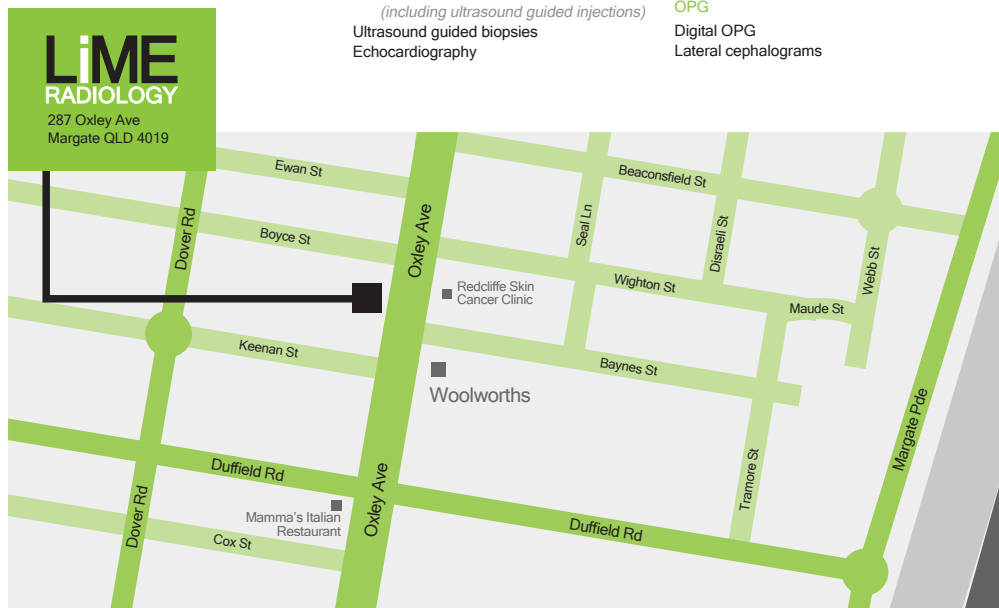 (including ultrasound guided injections)
Ultrasound guided biopsies
Echocardiography
OPG
Digital OPG
Lateral cephalograms
LiME
RADIOLOGY
287 Oxley Ave
Margate QLD 4019
Ewan St
Beaconsfield St
Dover Rd
Boyce St
Oxley Ave
Seal Ln
Disraeli St
Webb St
Wighton St
Redcliffe Skin
Cancer Clinic
Maude St
Keenan St
Baynes St
Woolworths
Margate Pde
Duffield Rd
Tramore St
Dover Rd
Oxley Ave
Mamma's Italian
Restaurant
Duffield Rd
Cox St